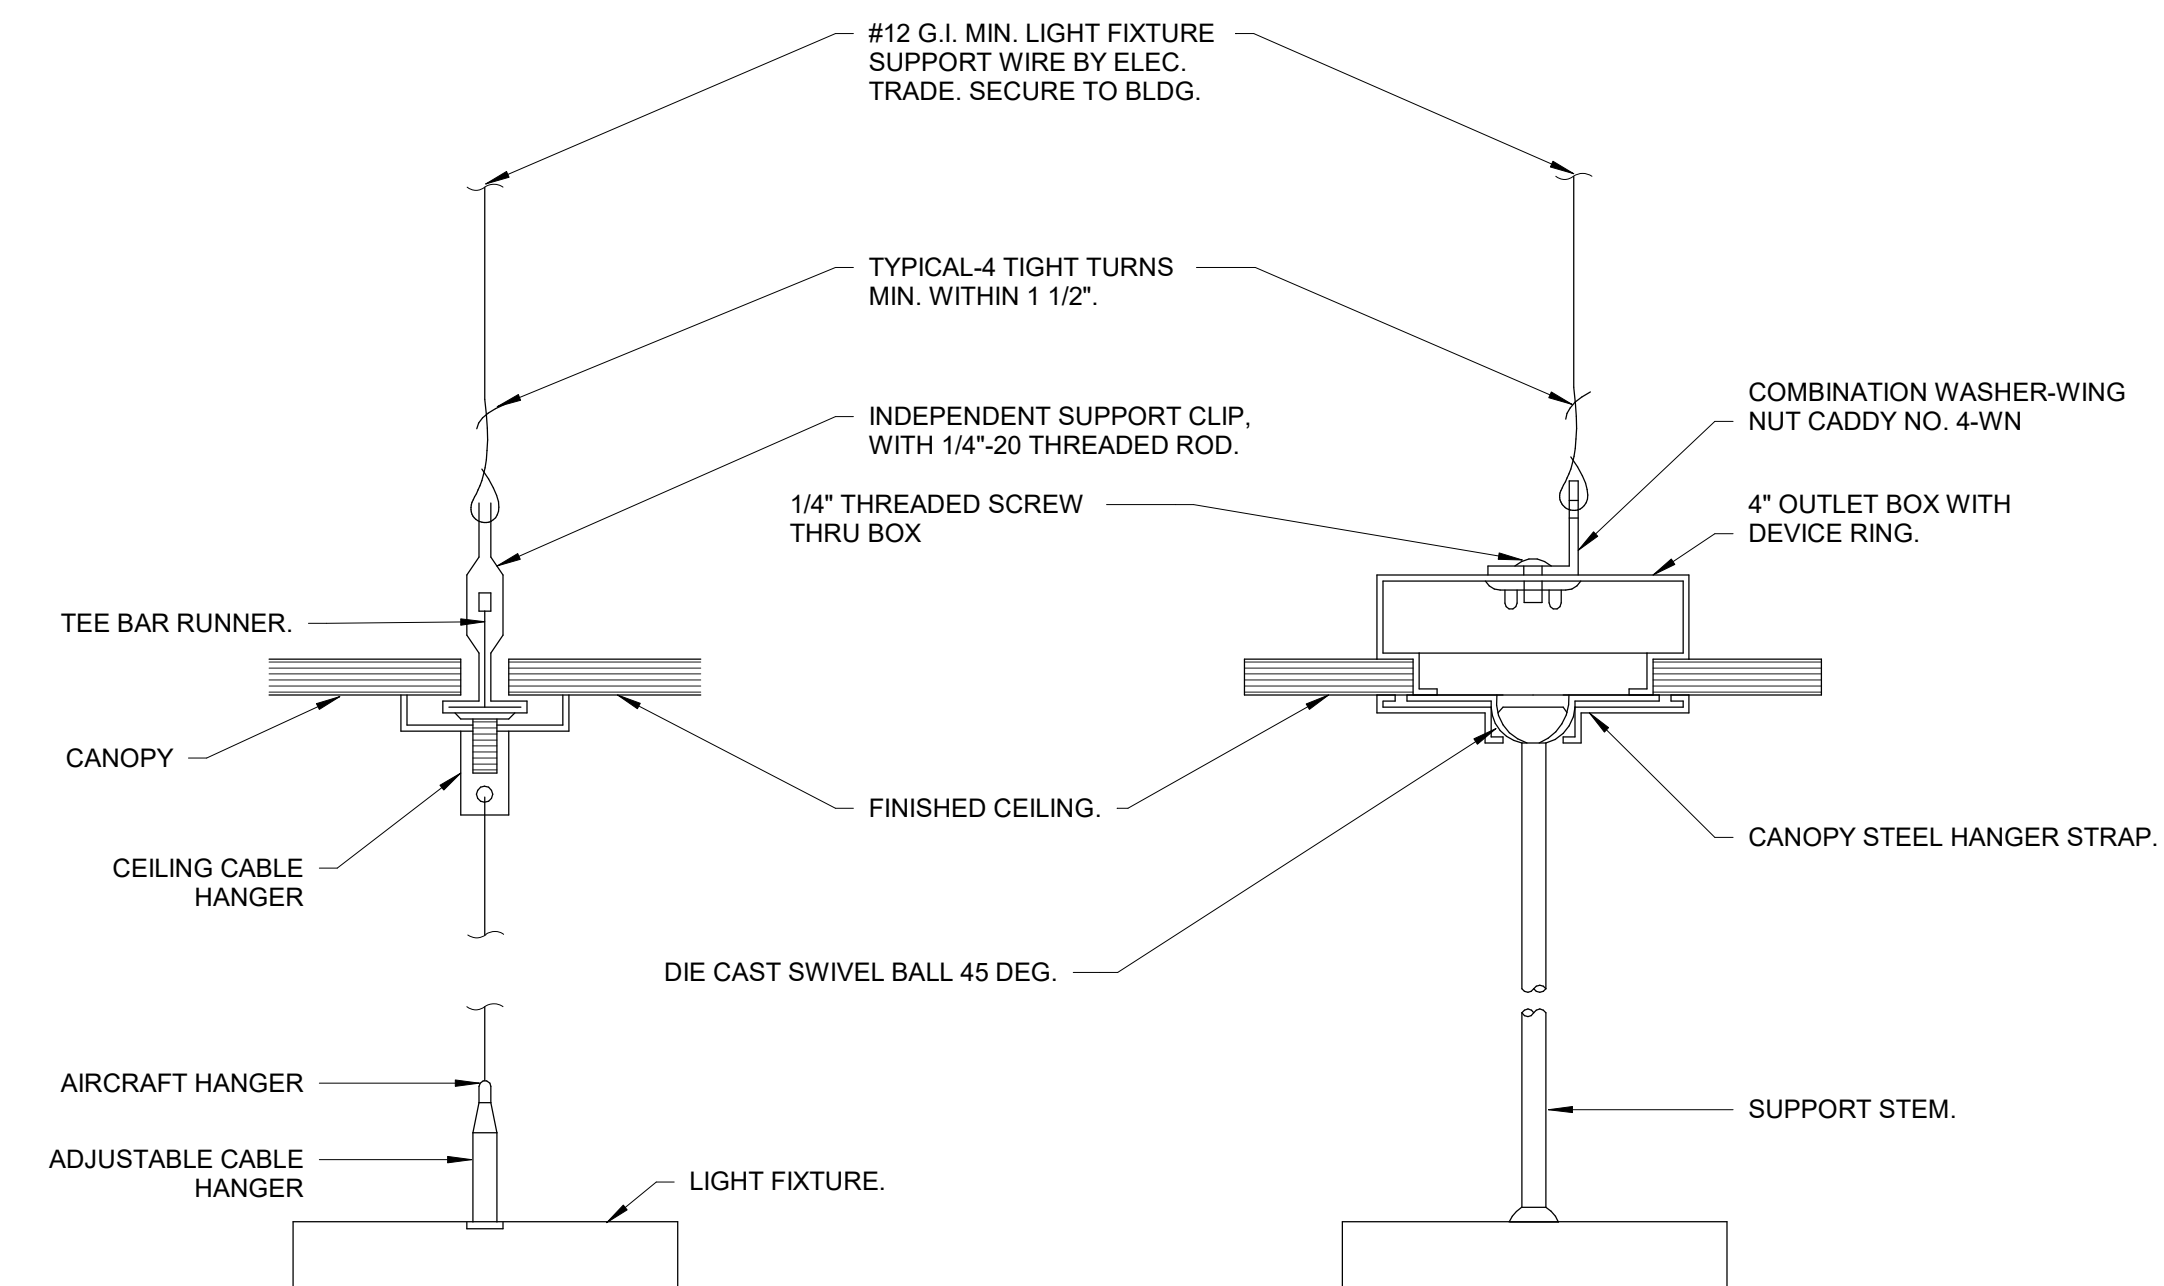 #12 G.I. MIN. LIGHT FIXTURE
SUPPORT WIRE BY ELEC.
TRADE. SECURE TO BLDG.
TYPICAL-4 TIGHT TURNS
MIN. WITHIN 1 1/2".
INDEPENDENT SUPPORT CLIP,
WITH 1/4"-20 THREADED ROD.
COMBINATION WASHER-WING
NUT CADDY NO. 4-WN
1/4" THREADED SCREW
THRU BOX
4" OUTLET BOX WITH
DEVICE RING.
TEE BAR RUNNER.
CANOPY
FINISHED CEILING.
CANOPY STEEL HANGER STRAP.
CEILING CABLE
HANGER
DIE CAST SWIVEL BALL 45 DEG.
AIRCRAFT HANGER
SUPPORT STEM.
ADJUSTABLE CABLE
HANGER
LIGHT FIXTURE.